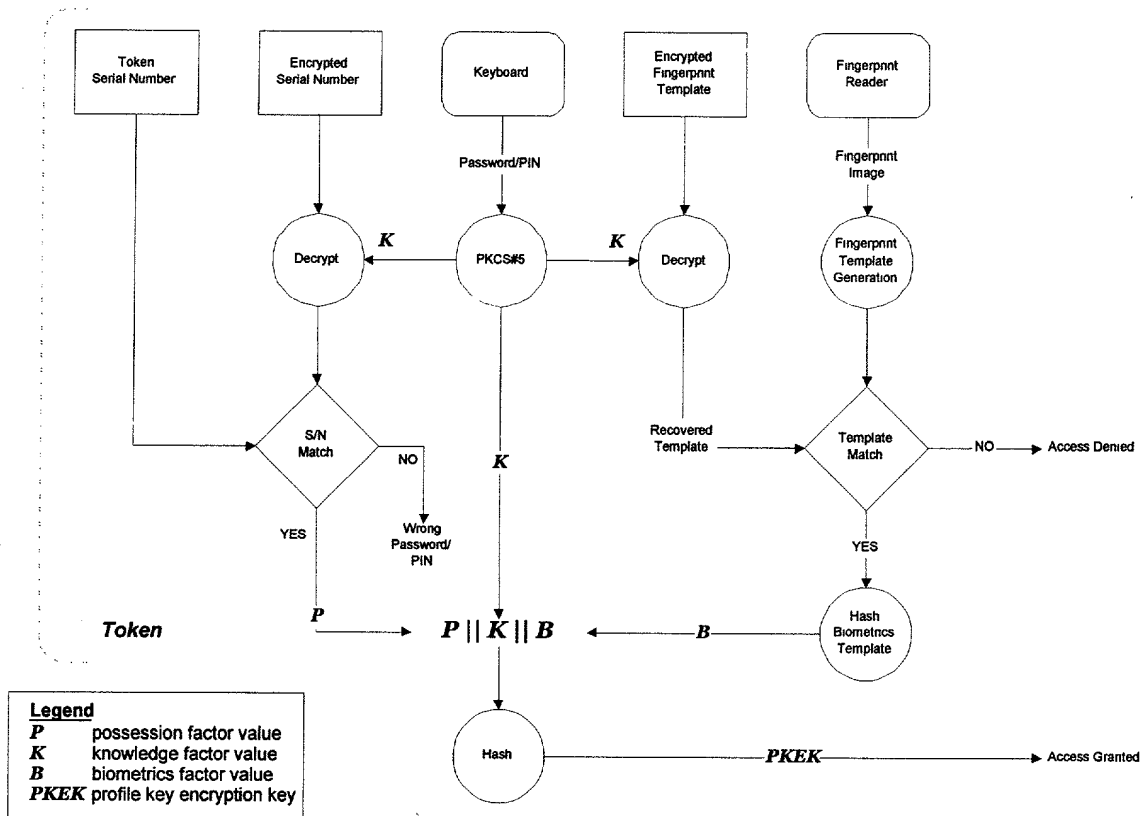 Token
Serial Number
Encrypted
Serial Number
Keyboard
Encrypted
Fingerprint
Template
Fingerprint
Reader
Password/PIN
Fingerprint
Image
Decrypt
K
PKCS#5
K
Decrypt
Fingerprint
Template
Generation
S/N
Match
NO
Wrong
Password/
PIN
YES
K
Recovered
Template
Template
Match
NO
Access Denied
YES
P
Token
P || K || B
B
Hash
Biometrics
Template
Legend
P possession factor value
K knowledge factor value
B biometrics factor value
PKEK profile key encryption key
Hash
PKEK
Access Granted